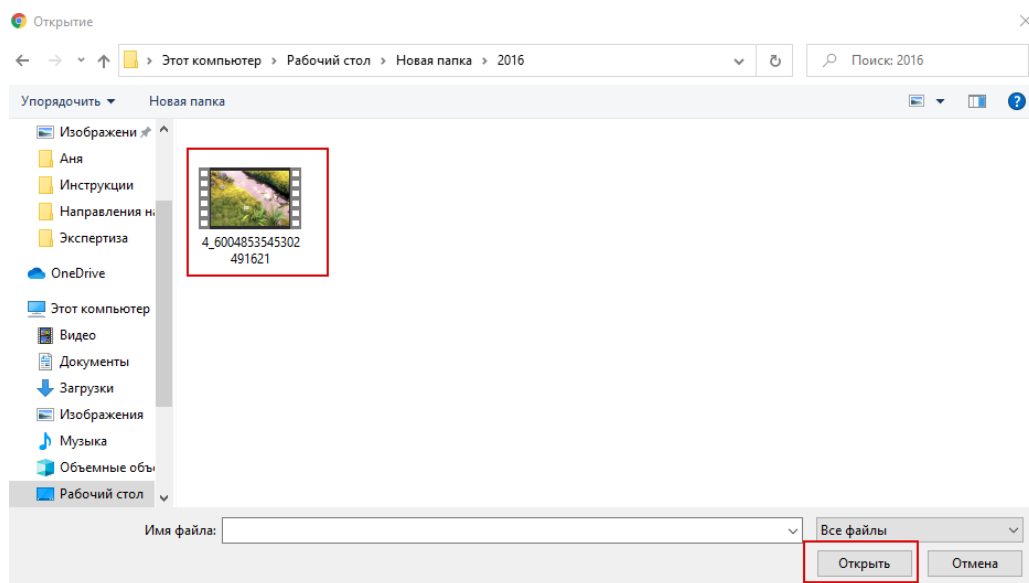 Открытие
Этот компьютер › Рабочий стол › Новая папка › 2016
Поиск: 2016
Упорядочить
Новая папка
Изображени
Аня
Инструкции
Направления на
Экспертиза
OneDrive
Этот компьютер
Видео
Документы
Загрузки
Изображения
Музыка
Объемные объ
Рабочий стол
4_6004853545302
491621
Имя файла:
Все файлы
Открыть
Отмена